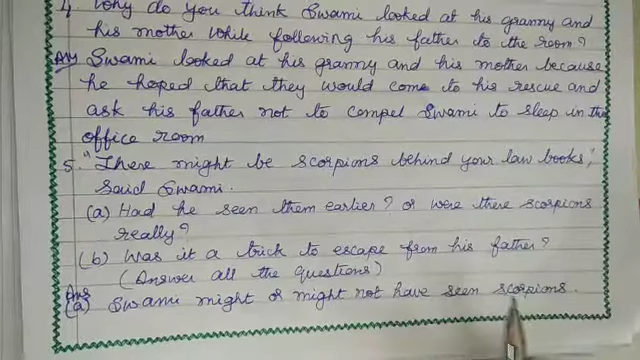 4. Why do you think Swami looked at his granny and
his mother while following his father to the room?
Ans Swami looked at his granny and his mother because
he hoped that they would come to his rescue and
ask his father not to compel Swami to sleep in the
office room
5. "There might be scorpions behind your law books",
said Swami.
(a) Had he seen them earlier? or were there scorpions
really?
(b) Was it a trick to escape from his father?
(Answer all the questions)
Ans
(a) Swami might or might not have seen scorpions.